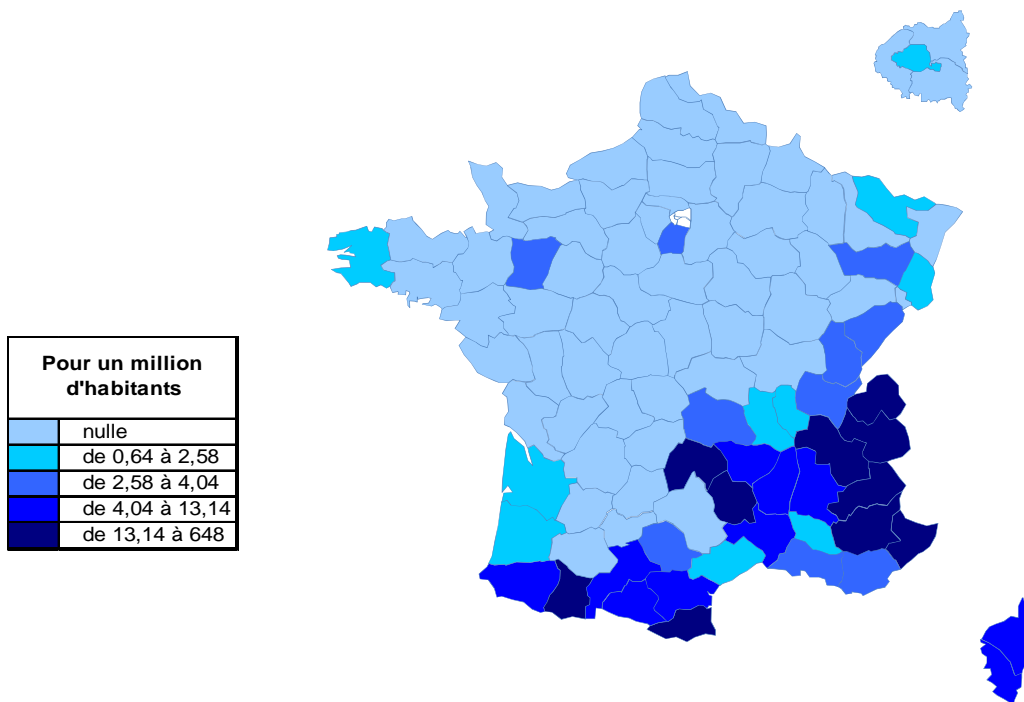 Pour un million
d'habitants
nulle
de 0,64 à 2,58
de 2,58 à 4,04
de 4,04 à 13,14
de 13,14 à 648